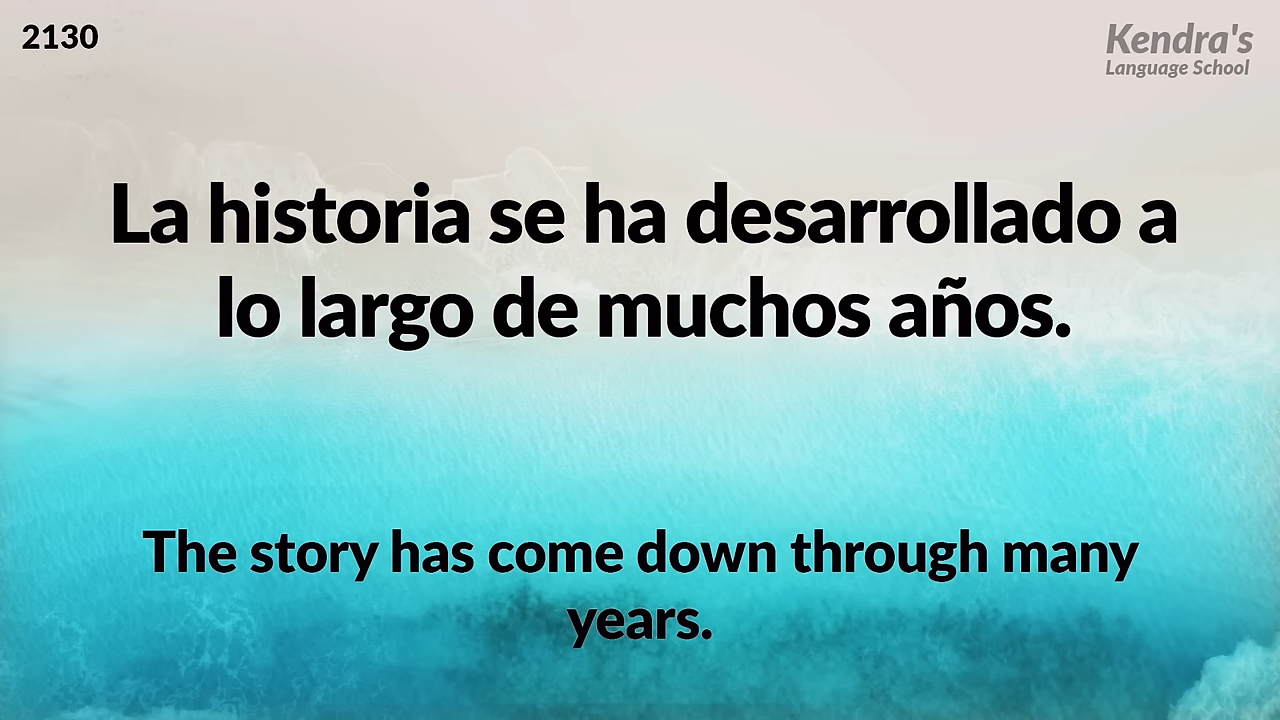 2130
Kendra's
Language School
La historia se ha desarrollado a
lo largo de muchos años.
The story has come down through many
years.